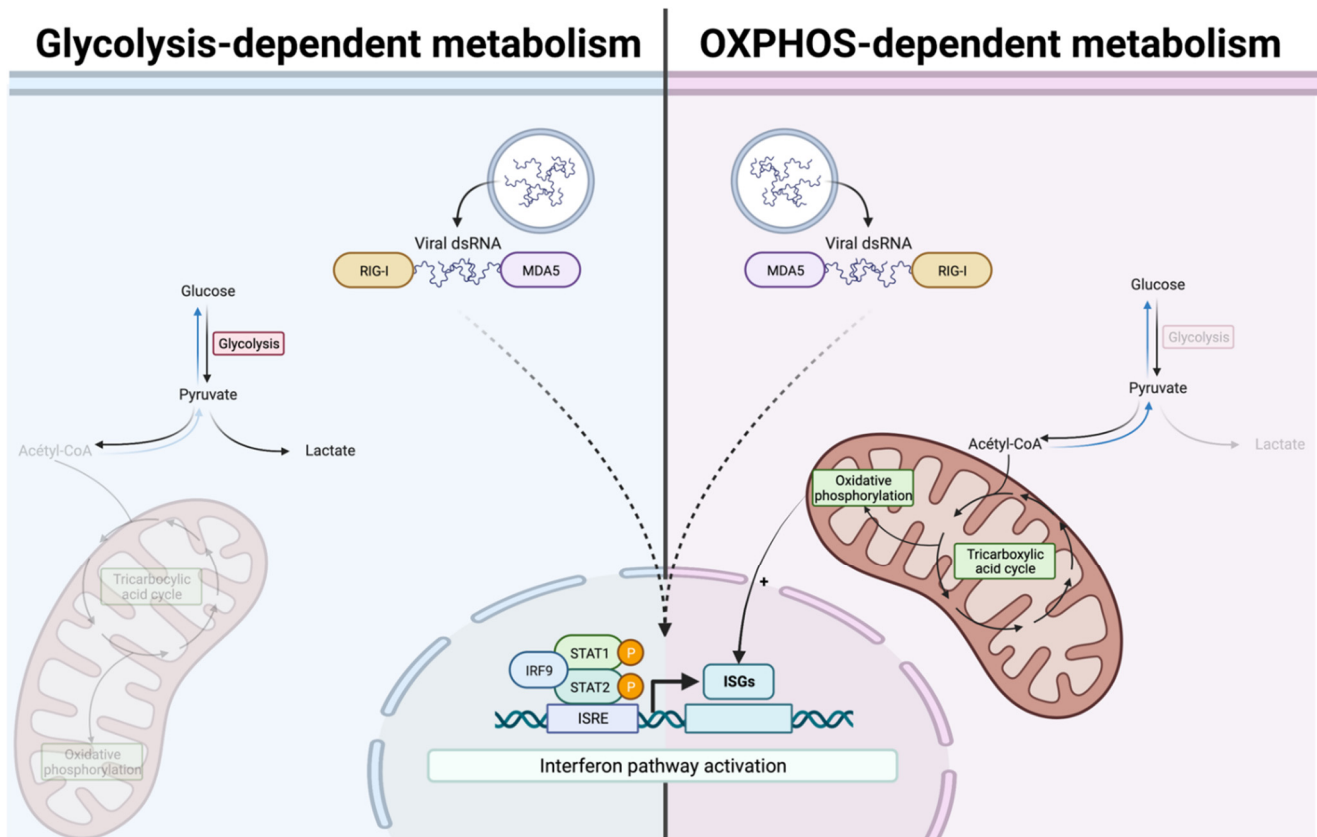 Glycolysis-dependent metabolism
Viral dsRNA
RIG-I
MDA5
Glucose
Glycolysis
Pyruvate
Acétyl-CoA
Lactate
Tricarbocylic
acid cycle
Oxidative
phosphorylation
OXPHOS-dependent metabolism
Viral dsRNA
MDA5
RIG-I
Glucose
Glycolysis
Pyruvate
Acétyl-CoA
Lactate
Oxidative
phosphorylation
Tricarboxylic
acid cycle
+
STAT1
P
IRF9
STAT2
P
ISGs
ISRE
Interferon pathway activation